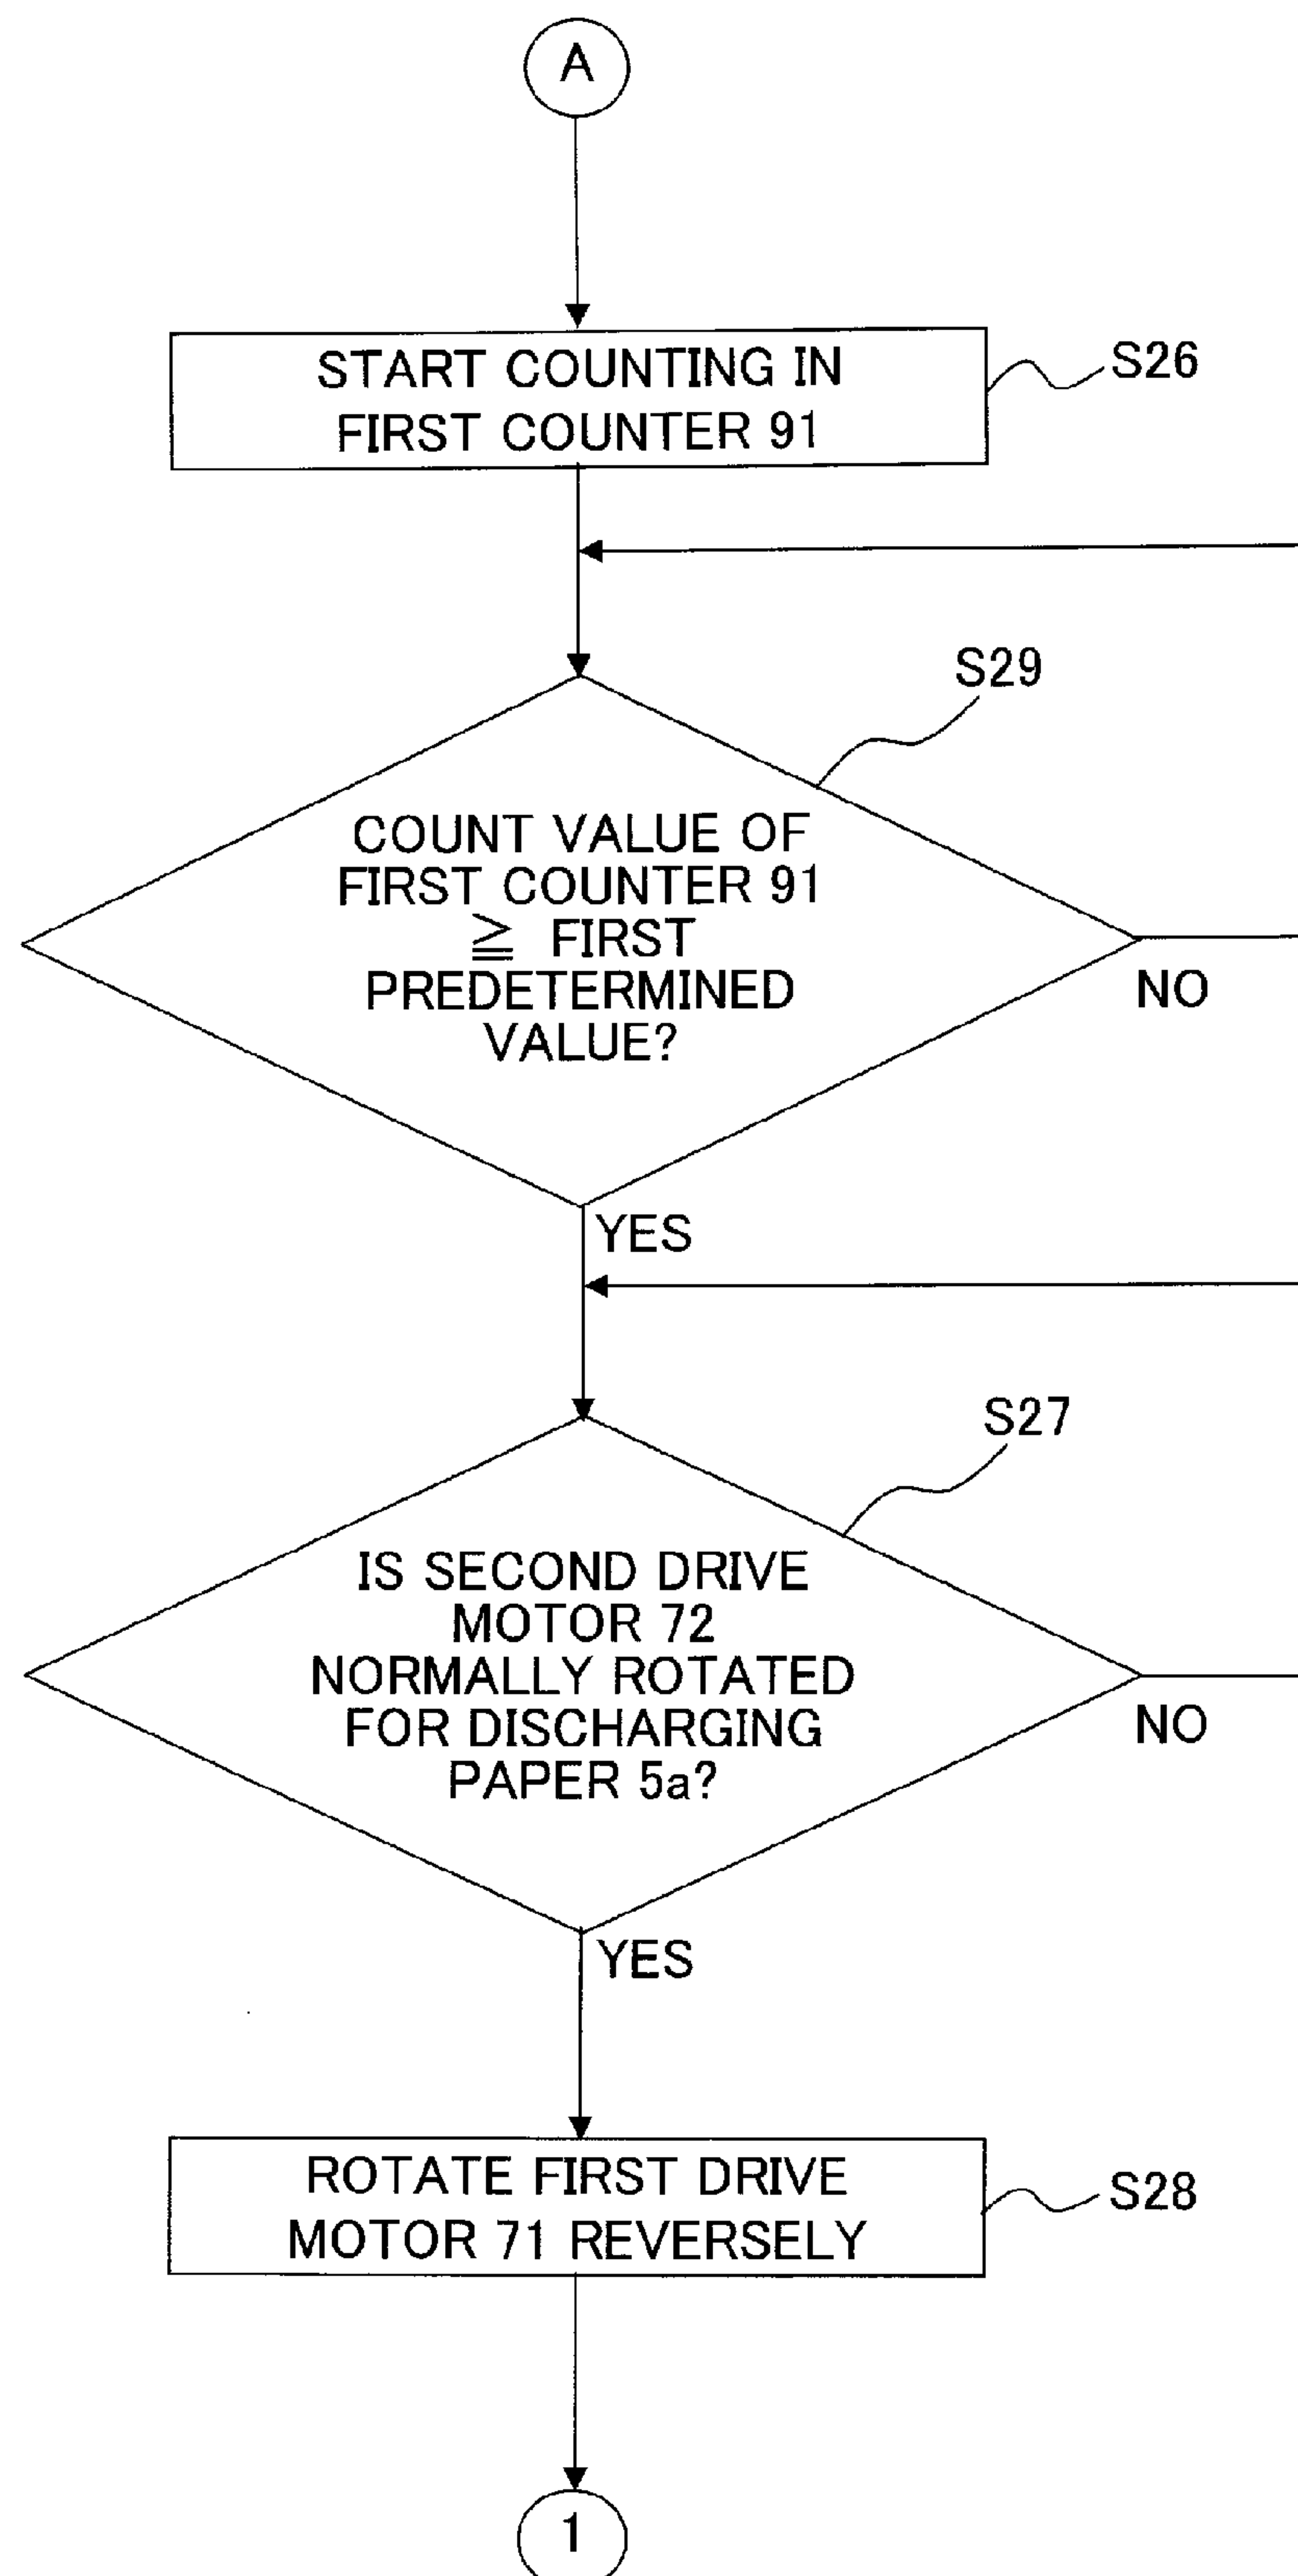 A
START COUNTING IN
FIRST COUNTER 91
S26
S29
COUNT VALUE OF
FIRST COUNTER 91
≧ FIRST
PREDETERMINED
VALUE?
NO
YES
S27
IS SECOND DRIVE
MOTOR 72
NORMALLY ROTATED
FOR DISCHARGING
PAPER 5a?
NO
YES
ROTATE FIRST DRIVE
MOTOR 71 REVERSELY
S28
1